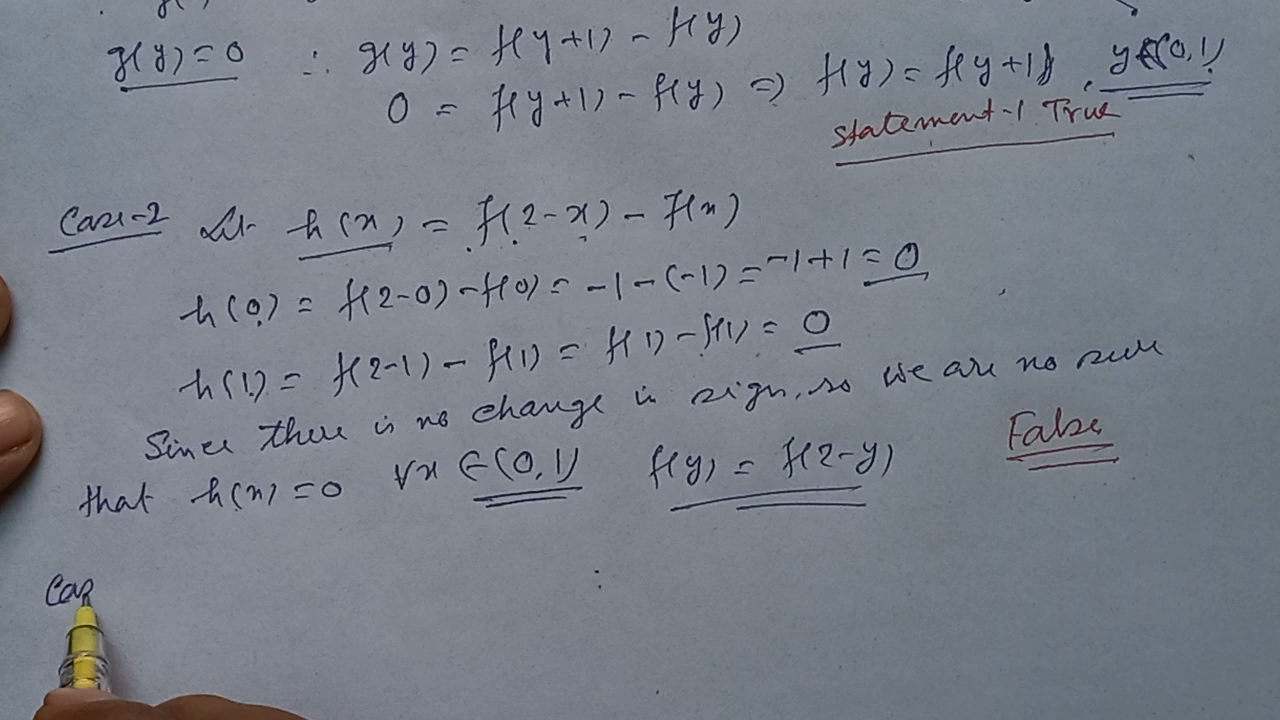 g(y) = 0 ∴ g(y) = f(y+1) - f(y)
0 = f(y+1) - f(y) ⇒ f(y) = f(y+1), y∈(0,1)
Statement-1 True
Case-2 Let h(x) = f(2-x) - f(x)
h(0) = f(2-0) - f(0) = -1-(-1) = -1+1 = 0
h(1) = f(2-1) - f(1) = f(1) - f(1) = 0
Since there is no change in sign, so we are no sure
that h(x) = 0 ∀x ∈ (0,1) f(y) = f(2-y) False
Cas